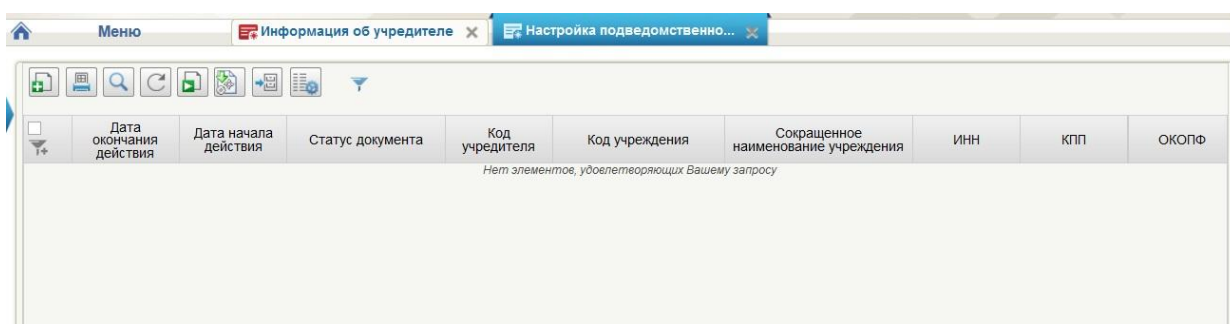 Меню
Информация об учредителе
Настройка подведомственно...
Дата окончания действия
Дата начала действия
Статус документа
Код учредителя
Код учреждения
Сокращенное наименование учреждения
ИНН
КПП
ОКОПФ
Нет элементов, удовлетворяющих Вашему запросу